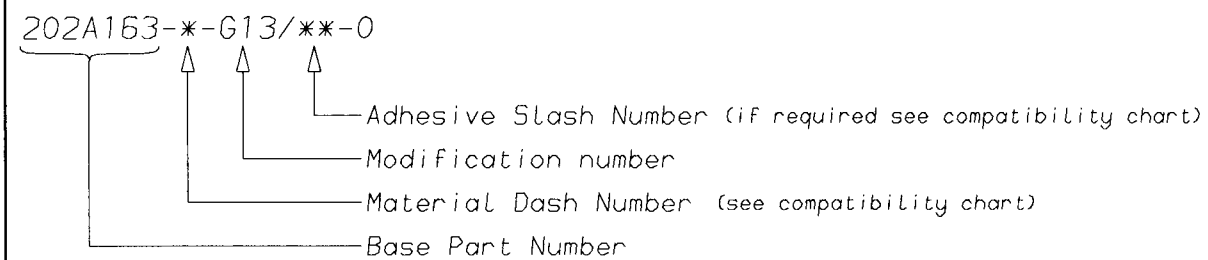 202A163-*-G13/**-0
Adhesive Slash Number (if required see compatibility chart)
Modification number
Material Dash Number (see compatibility chart)
Base Part Number